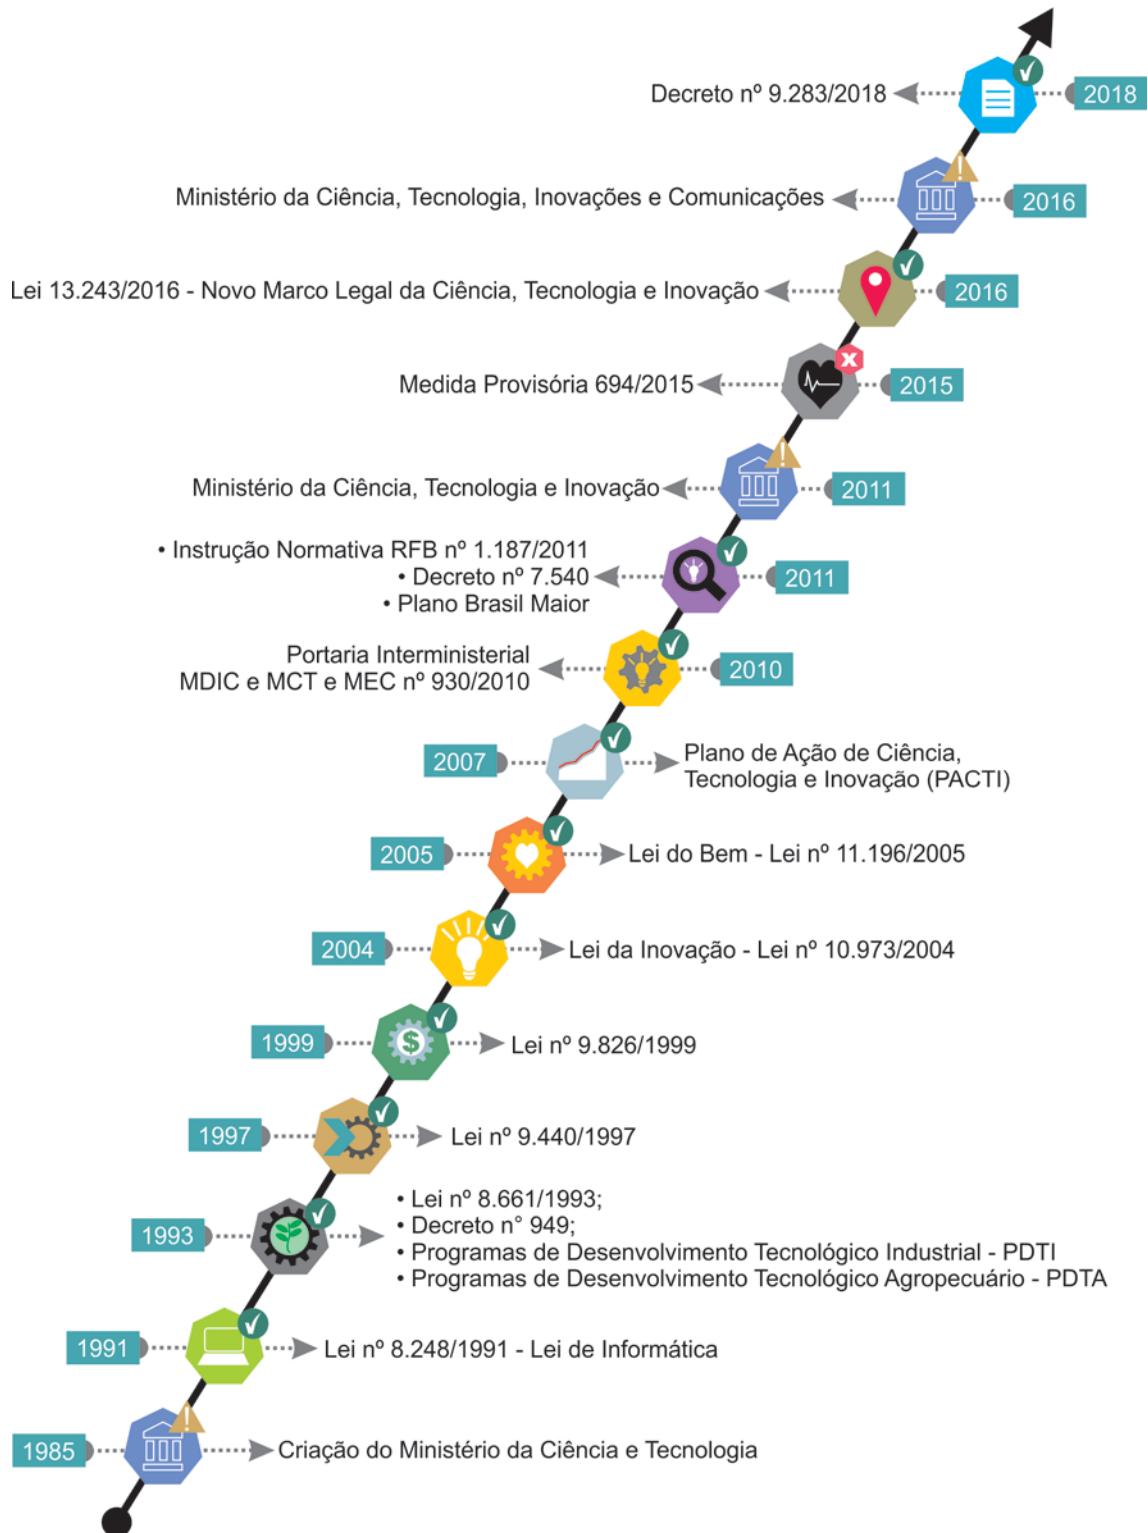 Decreto nº 9.283/2018
2018
Ministério da Ciência, Tecnologia, Inovações e Comunicações
2016
Lei 13.243/2016 - Novo Marco Legal da Ciência, Tecnologia e Inovação
2016
Medida Provisória 694/2015
2015
Ministério da Ciência, Tecnologia e Inovação
2011
• Instrução Normativa RFB nº 1.187/2011
• Decreto nº 7.540
• Plano Brasil Maior
2011
Portaria Interministerial
MDIC e MCT e MEC nº 930/2010
2010
2007
Plano de Ação de Ciência,
Tecnologia e Inovação (PACTI)
2005
Lei do Bem - Lei nº 11.196/2005
2004
Lei da Inovação - Lei nº 10.973/2004
1999
Lei nº 9.826/1999
1997
Lei nº 9.440/1997
1993
• Lei nº 8.661/1993;
• Decreto n° 949;
• Programas de Desenvolvimento Tecnológico Industrial - PDTI
• Programas de Desenvolvimento Tecnológico Agropecuário - PDTA
1991
Lei nº 8.248/1991 - Lei de Informática
1985
Criação do Ministério da Ciência e Tecnologia